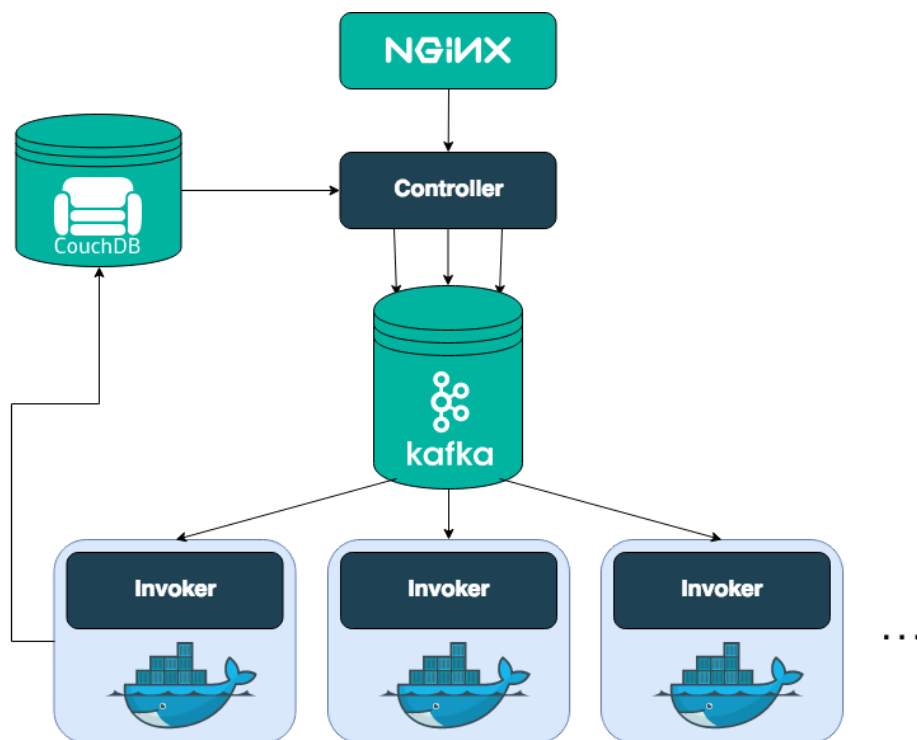 NGiNX
Controller
CouchDB
kafka
Invoker
Invoker
Invoker
...